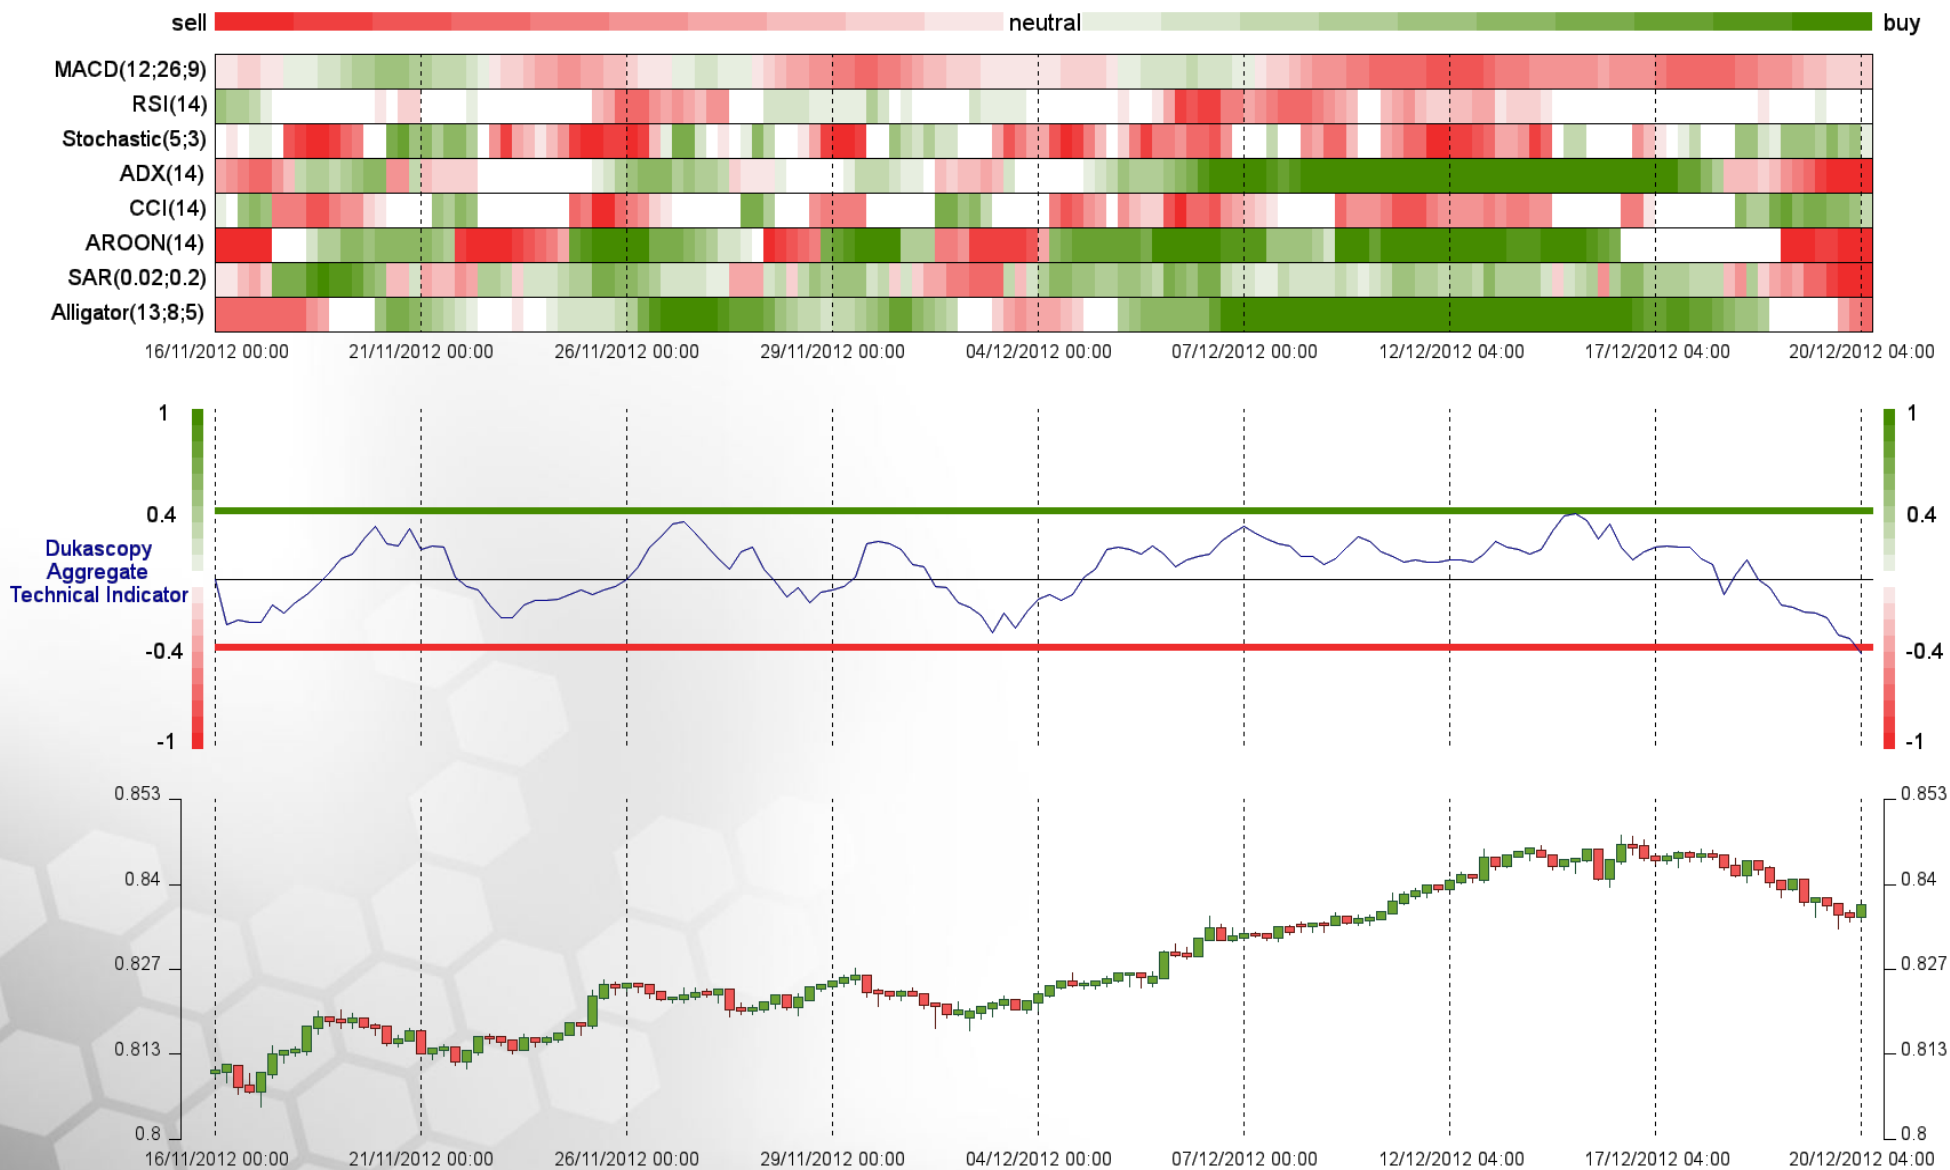 sell neutral buy
MACD(12;26;9)
RSI(14)
Stochastic(5;3)
ADX(14)
CCI(14)
AROON(14)
SAR(0.02;0.2)
Alligator(13;8;5)
16/11/2012 00:00 21/11/2012 00:00 26/11/2012 00:00 29/11/2012 00:00 04/12/2012 00:00 07/12/2012 00:00 12/12/2012 04:00 17/12/2012 04:00 20/12/2012 04:00
1 1
0.4 0.4
Dukascopy
Aggregate
Technical Indicator
-0.4 -0.4
-1 -1
0.853 0.853
0.84 0.84
0.827 0.827
0.813 0.813
0.8 0.8
16/11/2012 00:00 21/11/2012 00:00 26/11/2012 00:00 29/11/2012 00:00 04/12/2012 00:00 07/12/2012 00:00 12/12/2012 04:00 17/12/2012 04:00 20/12/2012 04:00